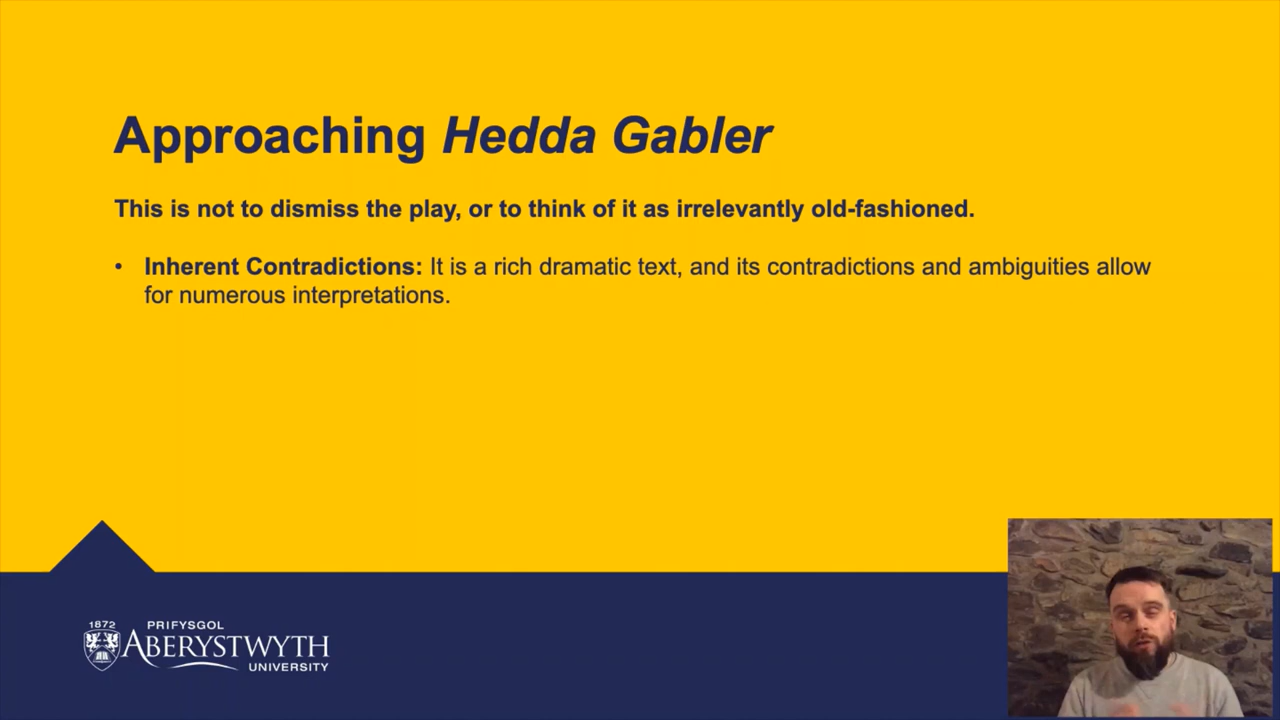 Approaching Hedda Gabler
This is not to dismiss the play, or to think of it as irrelevantly old-fashioned.
• Inherent Contradictions: It is a rich dramatic text, and its contradictions and ambiguities allow
for numerous interpretations.
1872 PRIFYSGOL
ABERYSTWYTH
UNIVERSITY